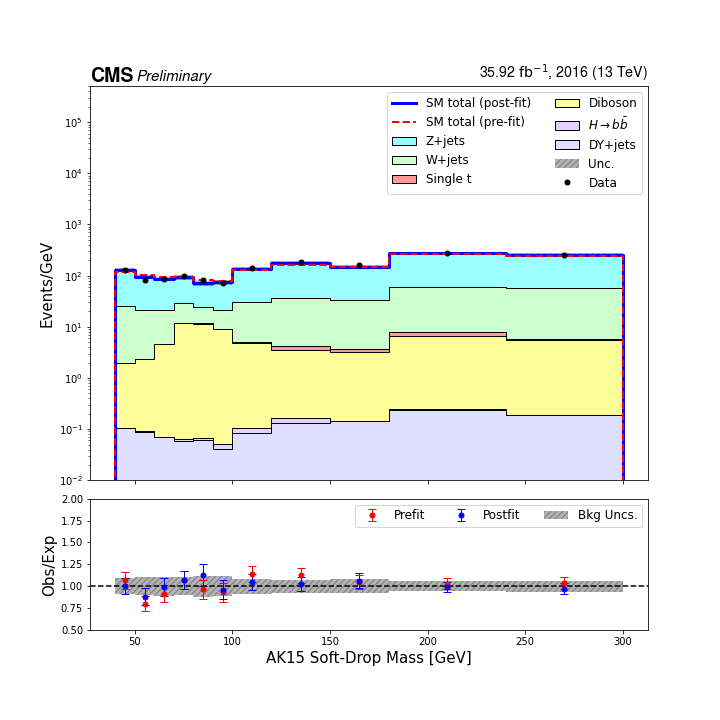 CMS Preliminary
35.92 fb⁻¹, 2016 (13 TeV)
SM total (post-fit)
SM total (pre-fit)
Z+jets
W+jets
Single t
Diboson
H→bb̄
DY+jets
Unc.
Data
Events/GeV
10⁵
10⁴
10³
10²
10¹
10⁰
10⁻¹
10⁻²
Prefit
Postfit
Bkg Uncs.
Obs/Exp
2.00
1.75
1.50
1.25
1.00
0.75
0.50
50 100 150 200 250 300
AK15 Soft-Drop Mass [GeV]